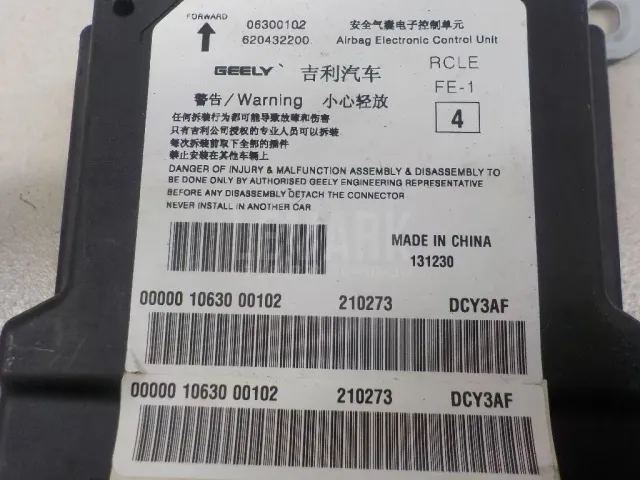 FORWARD
06300102 安全气囊电子控制单元
620432200. Airbag Electronic Control Unit
GEELY 吉利汽车 RCLE
FE-1
警告/Warning 小心轻放 4
任何拆装行为都可能导致故障和伤害
只有吉利公司授权的专业人员可以拆装
每次拆装前取下全部的插件
禁止安装在其他车辆上
DANGER OF INJURY & MALFUNCTION ASSEMBLY & DISASSEMBLY TO
BE DONE ONLY BY AUTHORISED GEELY ENGINEERING REPRESENTATIVE
BEFORE ANY DISASSEMBLY DETACH THE CONNECTOR
NEVER INSTALL IN ANOTHER CAR
MADE IN CHINA
131230
00000 10630 00102 210273 DCY3AF
00000 10630 00102 210273 DCY3AF